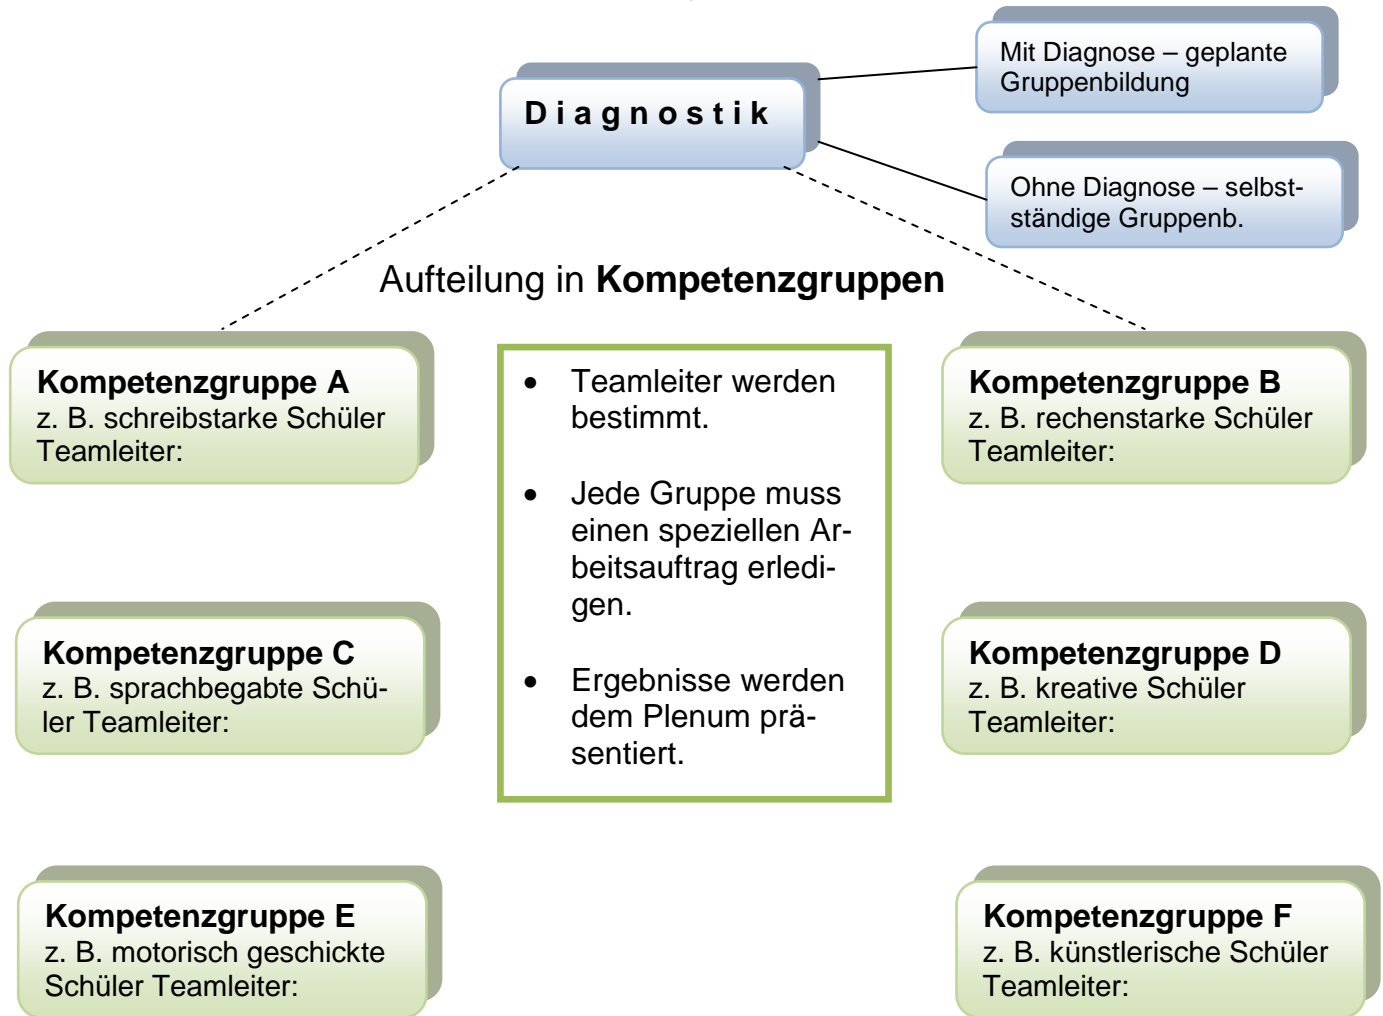 Mit Diagnose – geplante
Gruppenbildung
D i a g n o s t i k
Ohne Diagnose – selbst-
ständige Gruppenb.
Aufteilung in Kompetenzgruppen
Kompetenzgruppe A
z. B. schreibstarke Schüler
Teamleiter:
• Teamleiter werden
bestimmt.
• Jede Gruppe muss
einen speziellen Ar-
beitsauftrag erledi-
gen.
• Ergebnisse werden
dem Plenum prä-
sentiert.
Kompetenzgruppe B
z. B. rechenstarke Schüler
Teamleiter:
Kompetenzgruppe C
z. B. sprachbegabte Schü-
ler Teamleiter:
Kompetenzgruppe D
z. B. kreative Schüler
Teamleiter:
Kompetenzgruppe E
z. B. motorisch geschickte
Schüler Teamleiter:
Kompetenzgruppe F
z. B. künstlerische Schüler
Teamleiter: